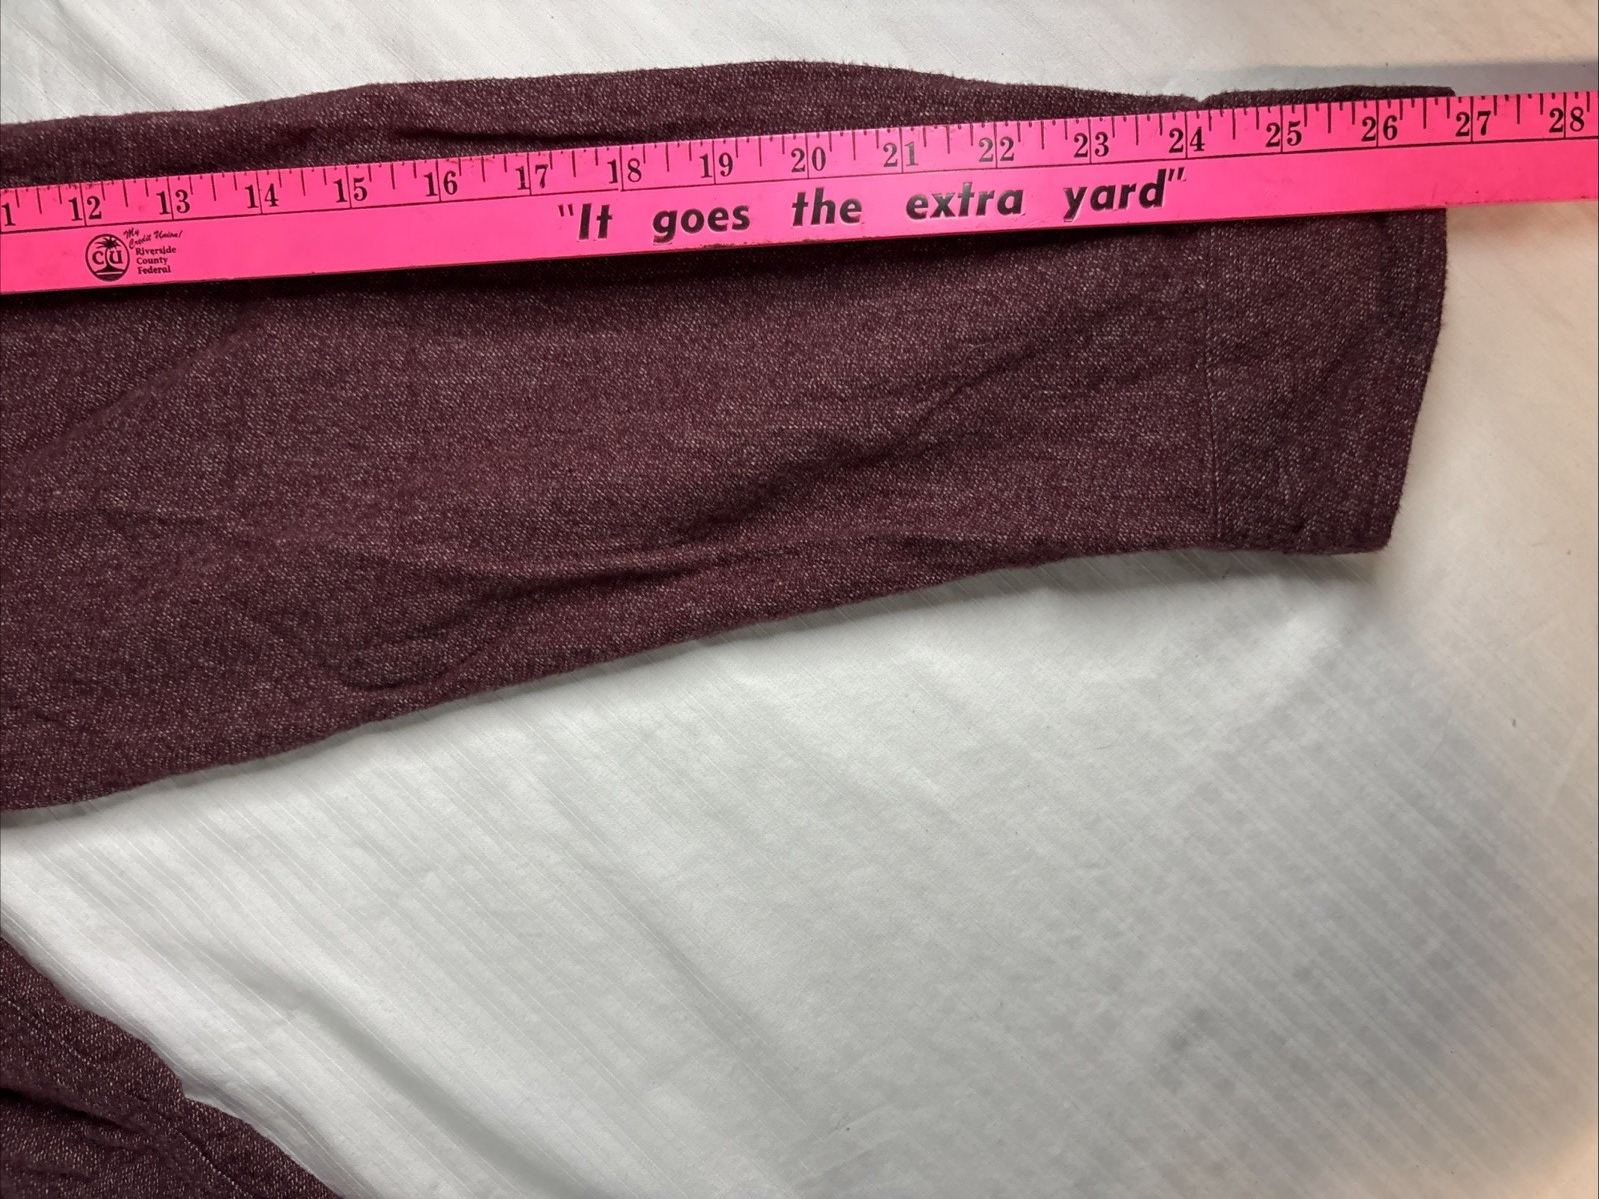 1 12 13 14 15 16 17 18 19 20 21 22 23 24 25 26 27 28
"It goes the extra yard"
My Credit Union!
CU
Riverside
County
Federal